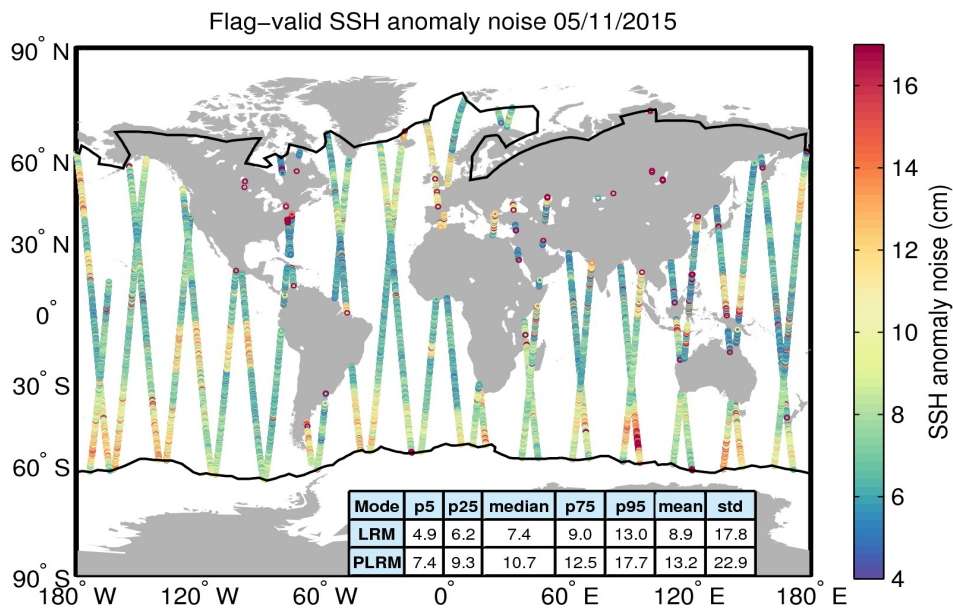 Flag−valid SSH anomaly noise 05/11/2015
90° N
60° N
30° N
0°
30° S
60° S
90° S
180° W
120° W
60° W
0°
60° E
120° E
180° E
16
14
12
10
8
6
4
SSH anomaly noise (cm)
Mode p5 p25 median p75 p95 mean std
LRM 4.9 6.2 7.4 9.0 13.0 8.9 17.8
PLRM 7.4 9.3 10.7 12.5 17.7 13.2 22.9